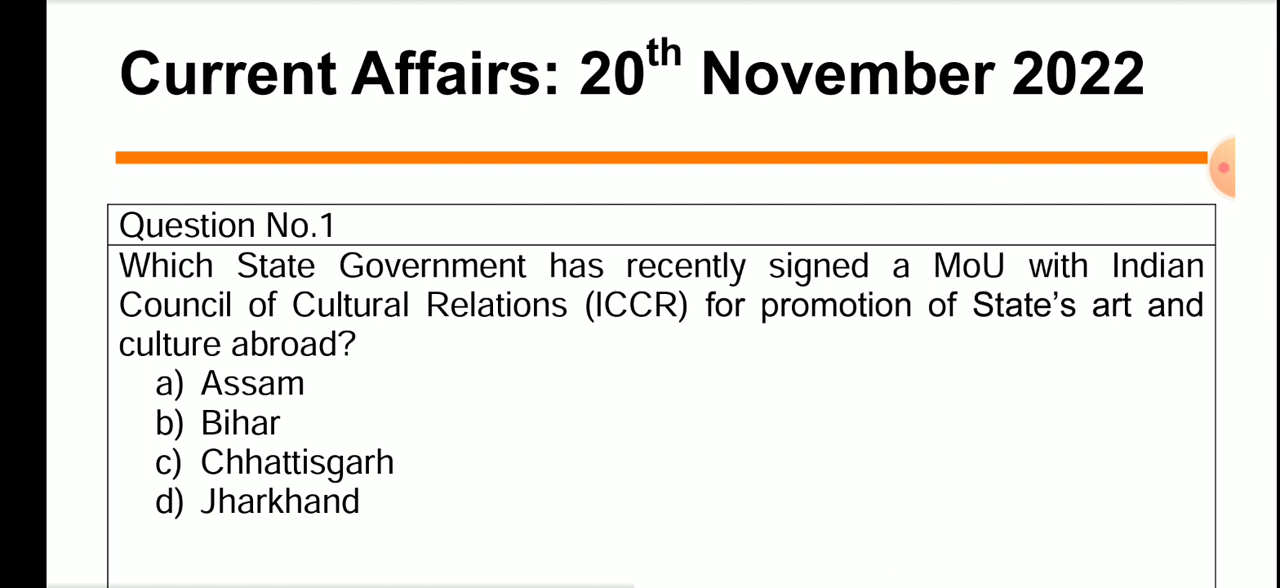 Current Affairs: 20th November 2022
Question No.1
Which State Government has recently signed a MoU with Indian
Council of Cultural Relations (ICCR) for promotion of State’s art and
culture abroad?
a) Assam
b) Bihar
c) Chhattisgarh
d) Jharkhand